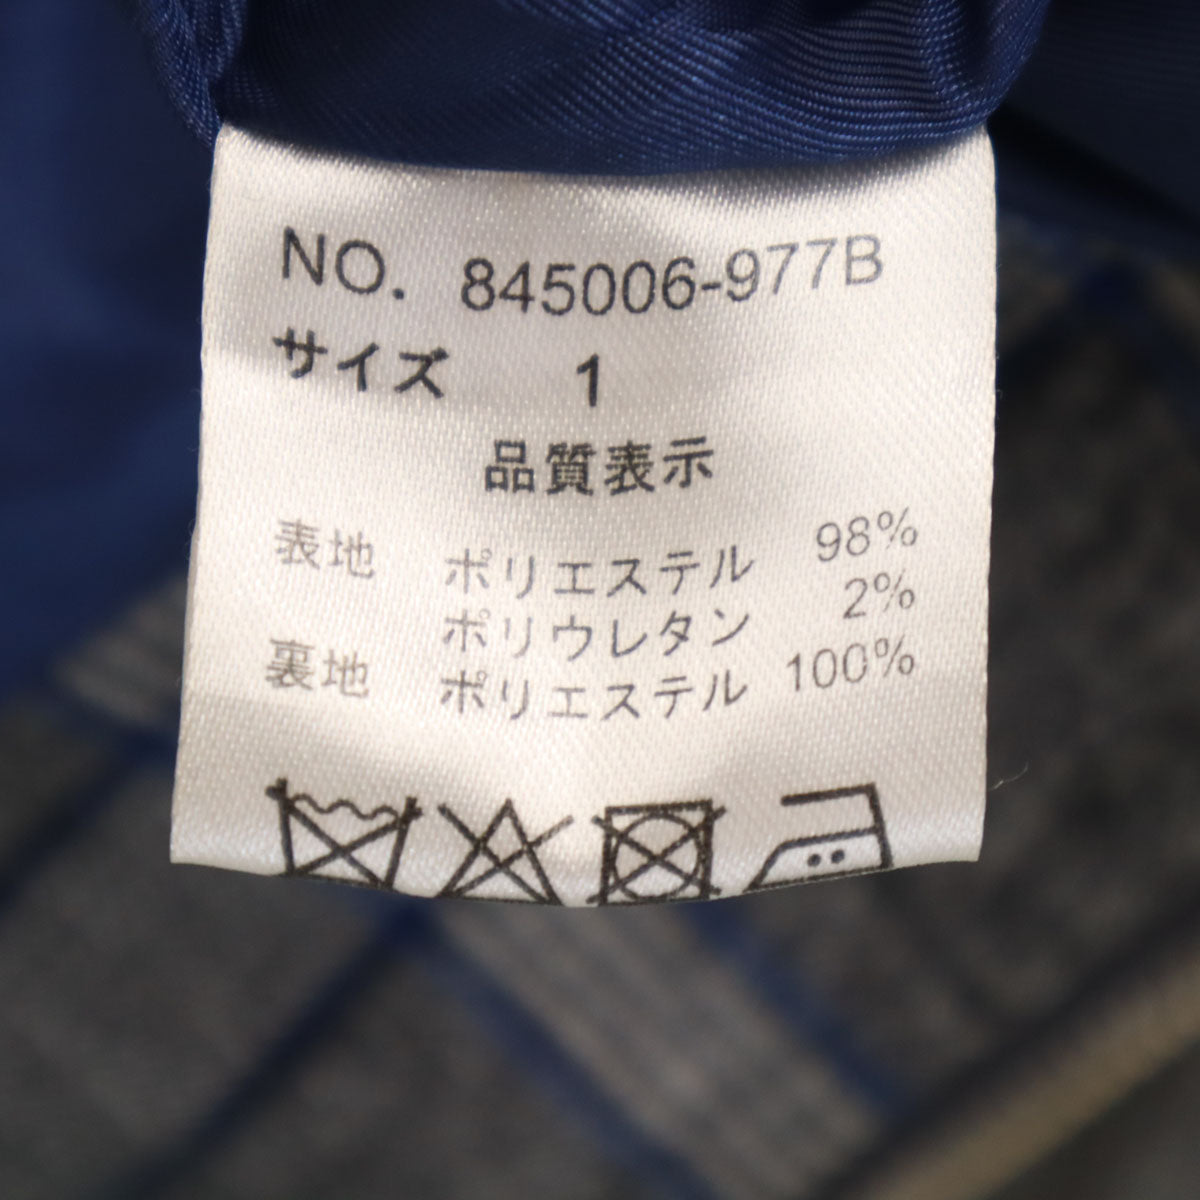 NO. 845006-977B
サイズ 1
品質表示
表地 ポリエステル 98%
ポリウレタン 2%
裏地 ポリエステル 100%